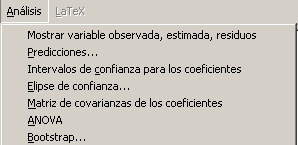 Análisis LaTeX
Mostrar variable observada, estimada, residuos
Predicciones...
Intervalos de confianza para los coeficientes
Elipse de confianza...
Matriz de covarianzas de los coeficientes
ANOVA
Bootstrap...